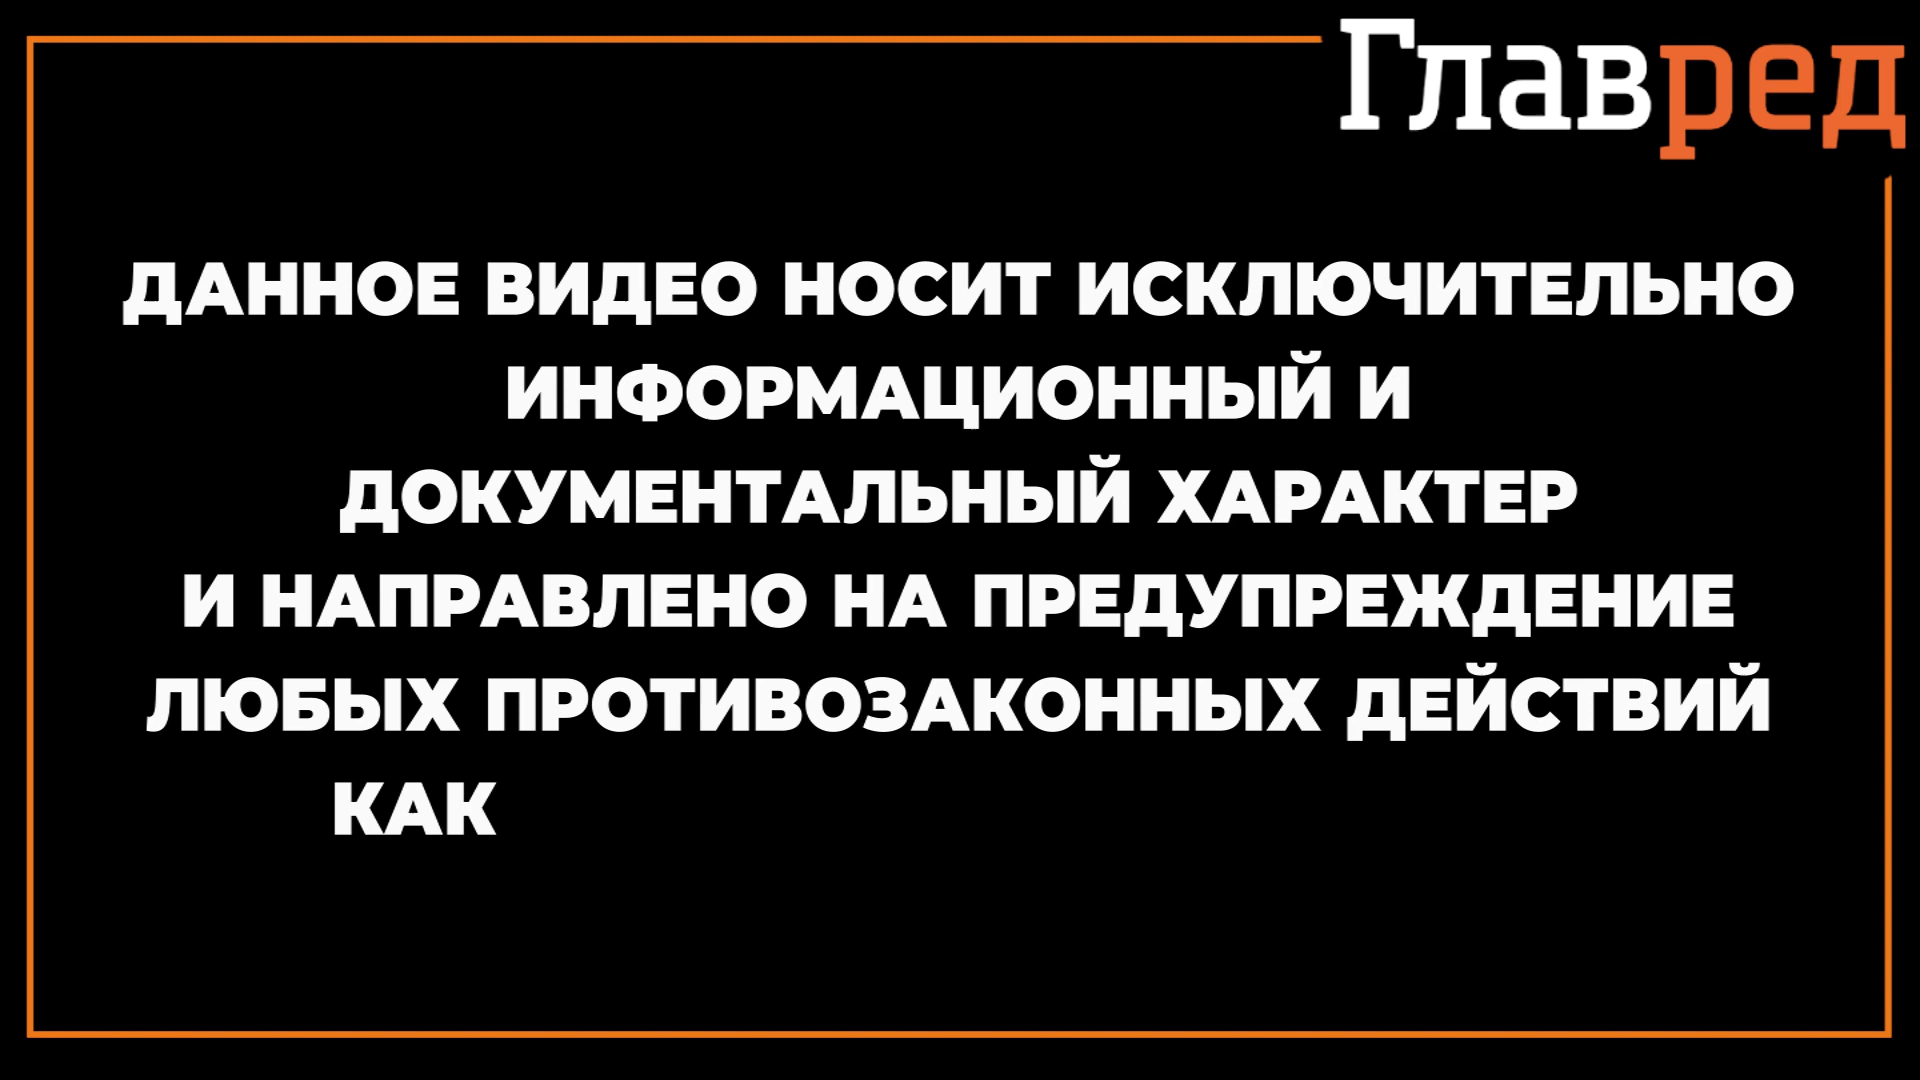 Главред
ДАННОЕ ВИДЕО НОСИТ ИСКЛЮЧИТЕЛЬНО
ИНФОРМАЦИОННЫЙ И
ДОКУМЕНТАЛЬНЫЙ ХАРАКТЕР
И НАПРАВЛЕНО НА ПРЕДУПРЕЖДЕНИЕ
ЛЮБЫХ ПРОТИВОЗАКОННЫХ ДЕЙСТВИЙ
КАК